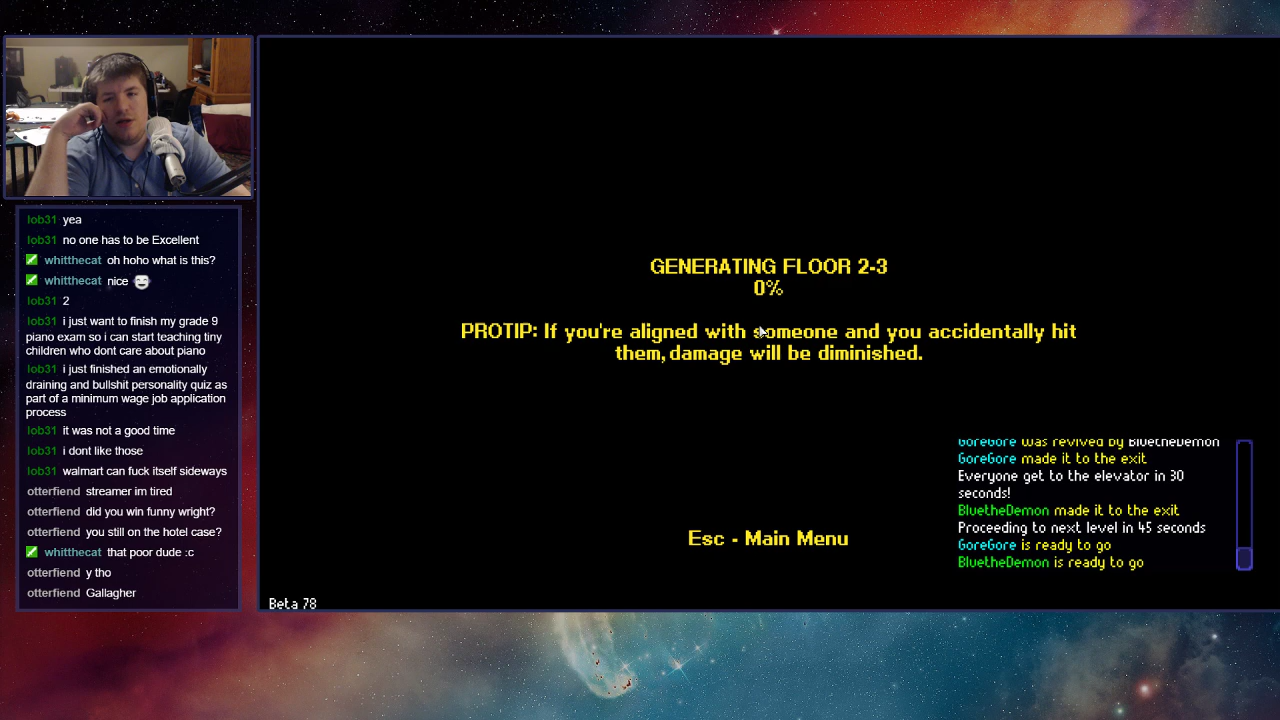 lob31 yea
lob31 no one has to be Excellent
whitthecat oh hoho what is this?
whitthecat nice
lob31 2
lob31 i just want to finish my grade 9
piano exam so i can start teaching tiny
children who dont care about piano
lob31 i just finished an emotionally
draining and bullshit personality quiz as
part of a minimum wage job application
process
lob31 it was not a good time
lob31 i dont like those
lob31 walmart can fuck itself sideways
otterfiend streamer im tired
otterfiend did you win funny wright?
otterfiend you still on the hotel case?
whitthecat that poor dude :c
otterfiend y tho
otterfiend Gallagher
GENERATING FLOOR 2-3
0%
PROTIP: If you're aligned with someone and you accidentally hit
them, damage will be diminished.
GoreGore was revived by BluetheDemon
GoreGore made it to the exit
Everyone get to the elevator in 30
seconds!
BluetheDemon made it to the exit
Proceeding to next level in 45 seconds
GoreGore is ready to go
BluetheDemon is ready to go
Esc - Main Menu
Beta 78